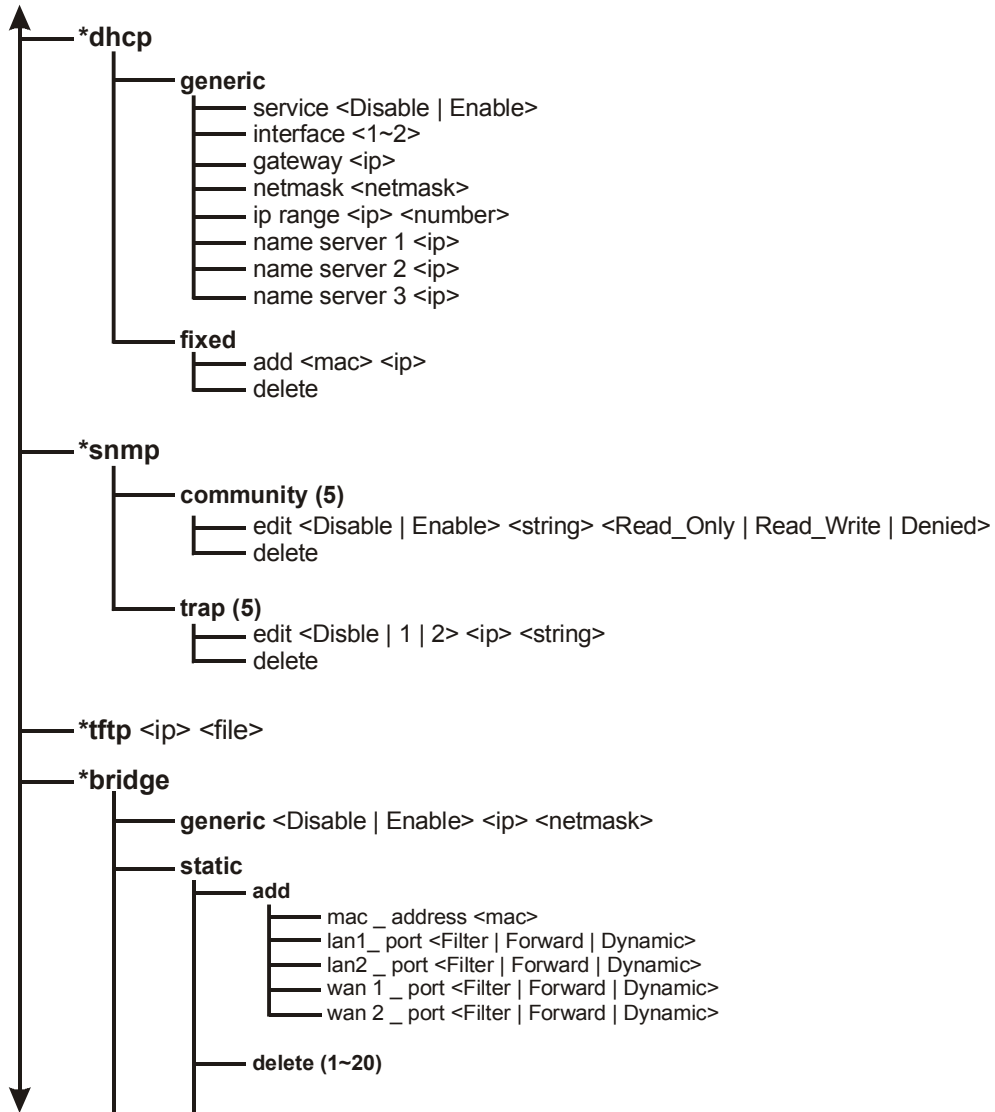 *dhcp
generic
service <Disable | Enable>
interface <1~2>
gateway <ip>
netmask <netmask>
ip range <ip> <number>
name server 1 <ip>
name server 2 <ip>
name server 3 <ip>
fixed
add <mac> <ip>
delete
*snmp
community (5)
edit <Disable | Enable> <string> <Read_Only | Read_Write | Denied>
delete
trap (5)
edit <Disble | 1 | 2> <ip> <string>
delete
*tftp <ip> <file>
*bridge
generic <Disable | Enable> <ip> <netmask>
static
add
mac _ address <mac>
lan1_ port <Filter | Forward | Dynamic>
lan2 _ port <Filter | Forward | Dynamic>
wan 1 _ port <Filter | Forward | Dynamic>
wan 2 _ port <Filter | Forward | Dynamic>
delete (1~20)